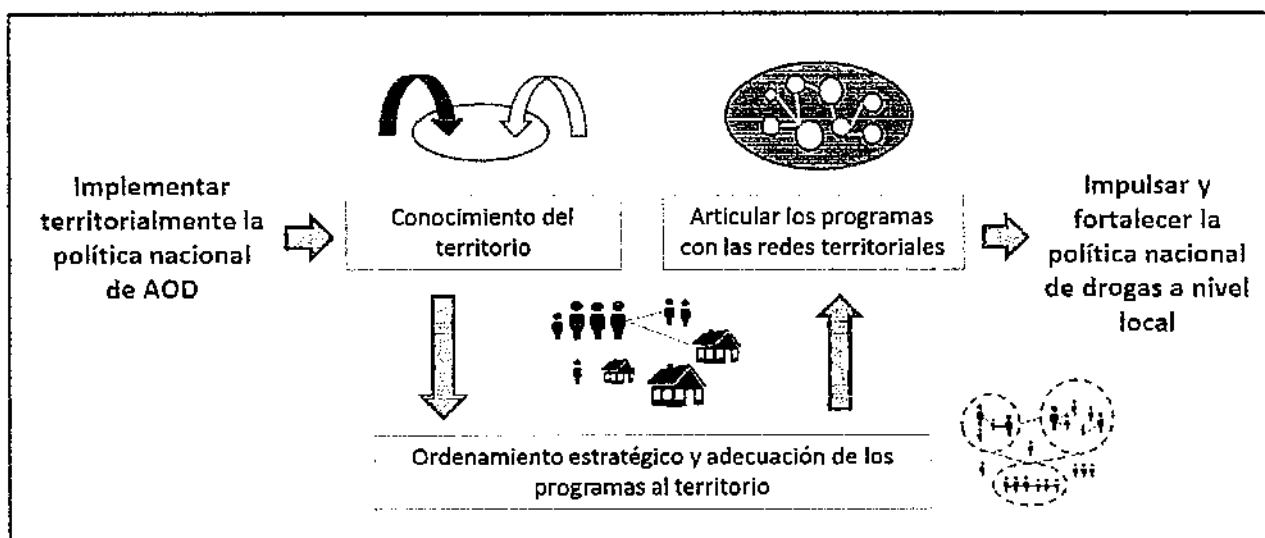 Implementar
territorialmente la
política nacional
de AOD
Conocimiento del
territorio
Articular los programas
con las redes territoriales
Impulsar y
fortalecer la
política nacional
de drogas a nivel
local
Ordenamiento estratégico y adecuación de los
programas al territorio